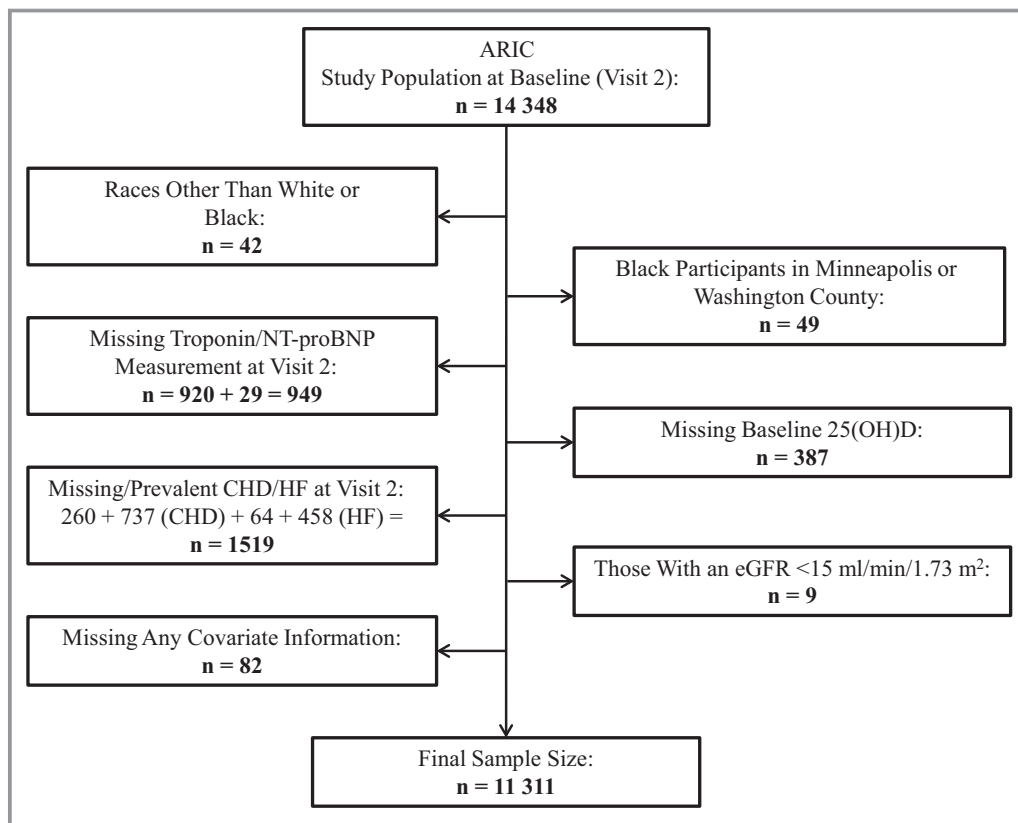 ARIC
Study Population at Baseline (Visit 2):
n = 14 348
Races Other Than White or
Black:
n = 42
Black Participants in Minneapolis or
Washington County:
n = 49
Missing Troponin/NT-proBNP
Measurement at Visit 2:
n = 920 + 29 = 949
Missing Baseline 25(OH)D:
n = 387
Missing/Prevalent CHD/HF at Visit 2:
260 + 737 (CHD) + 64 + 458 (HF) =
n = 1519
Those With an eGFR <15 ml/min/1.73 m²:
n = 9
Missing Any Covariate Information:
n = 82
Final Sample Size:
n = 11 311